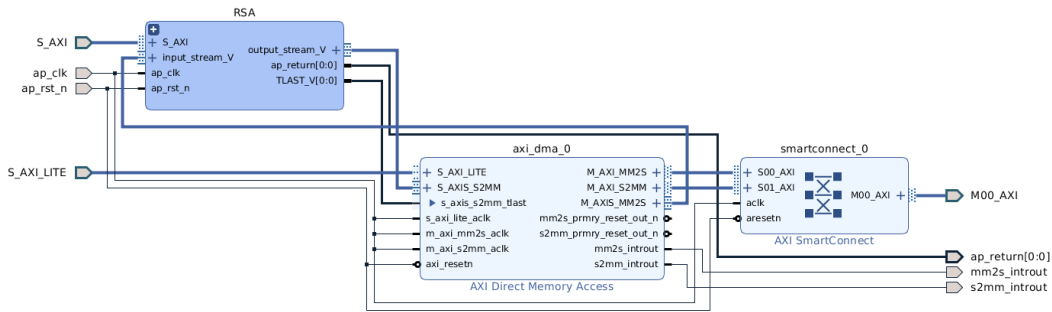 RSA
S_AXI
ap_clk
ap_rst_n
S_AXI
input_stream_V
ap_clk
ap_rst_n
output_stream_V
ap_return[0:0]
TLAST_V[0:0]
S_AXI_LITE
axi_dma_0
S_AXI_LITE
S_AXIS_S2MM
s_axis_s2mm_tlast
s_axi_lite_aclk
m_axi_mm2s_aclk
m_axi_s2mm_aclk
axi_resetn
M_AXI_MM2S
M_AXI_S2MM
M_AXIS_MM2S
mm2s_prmry_reset_out_n
s2mm_prmry_reset_out_n
mm2s_introut
s2mm_introut
AXI Direct Memory Access
smartconnect_0
S00_AXI
S01_AXI
aclk
aresetn
M00_AXI
AXI SmartConnect
M00_AXI
ap_return[0:0]
mm2s_introut
s2mm_introut